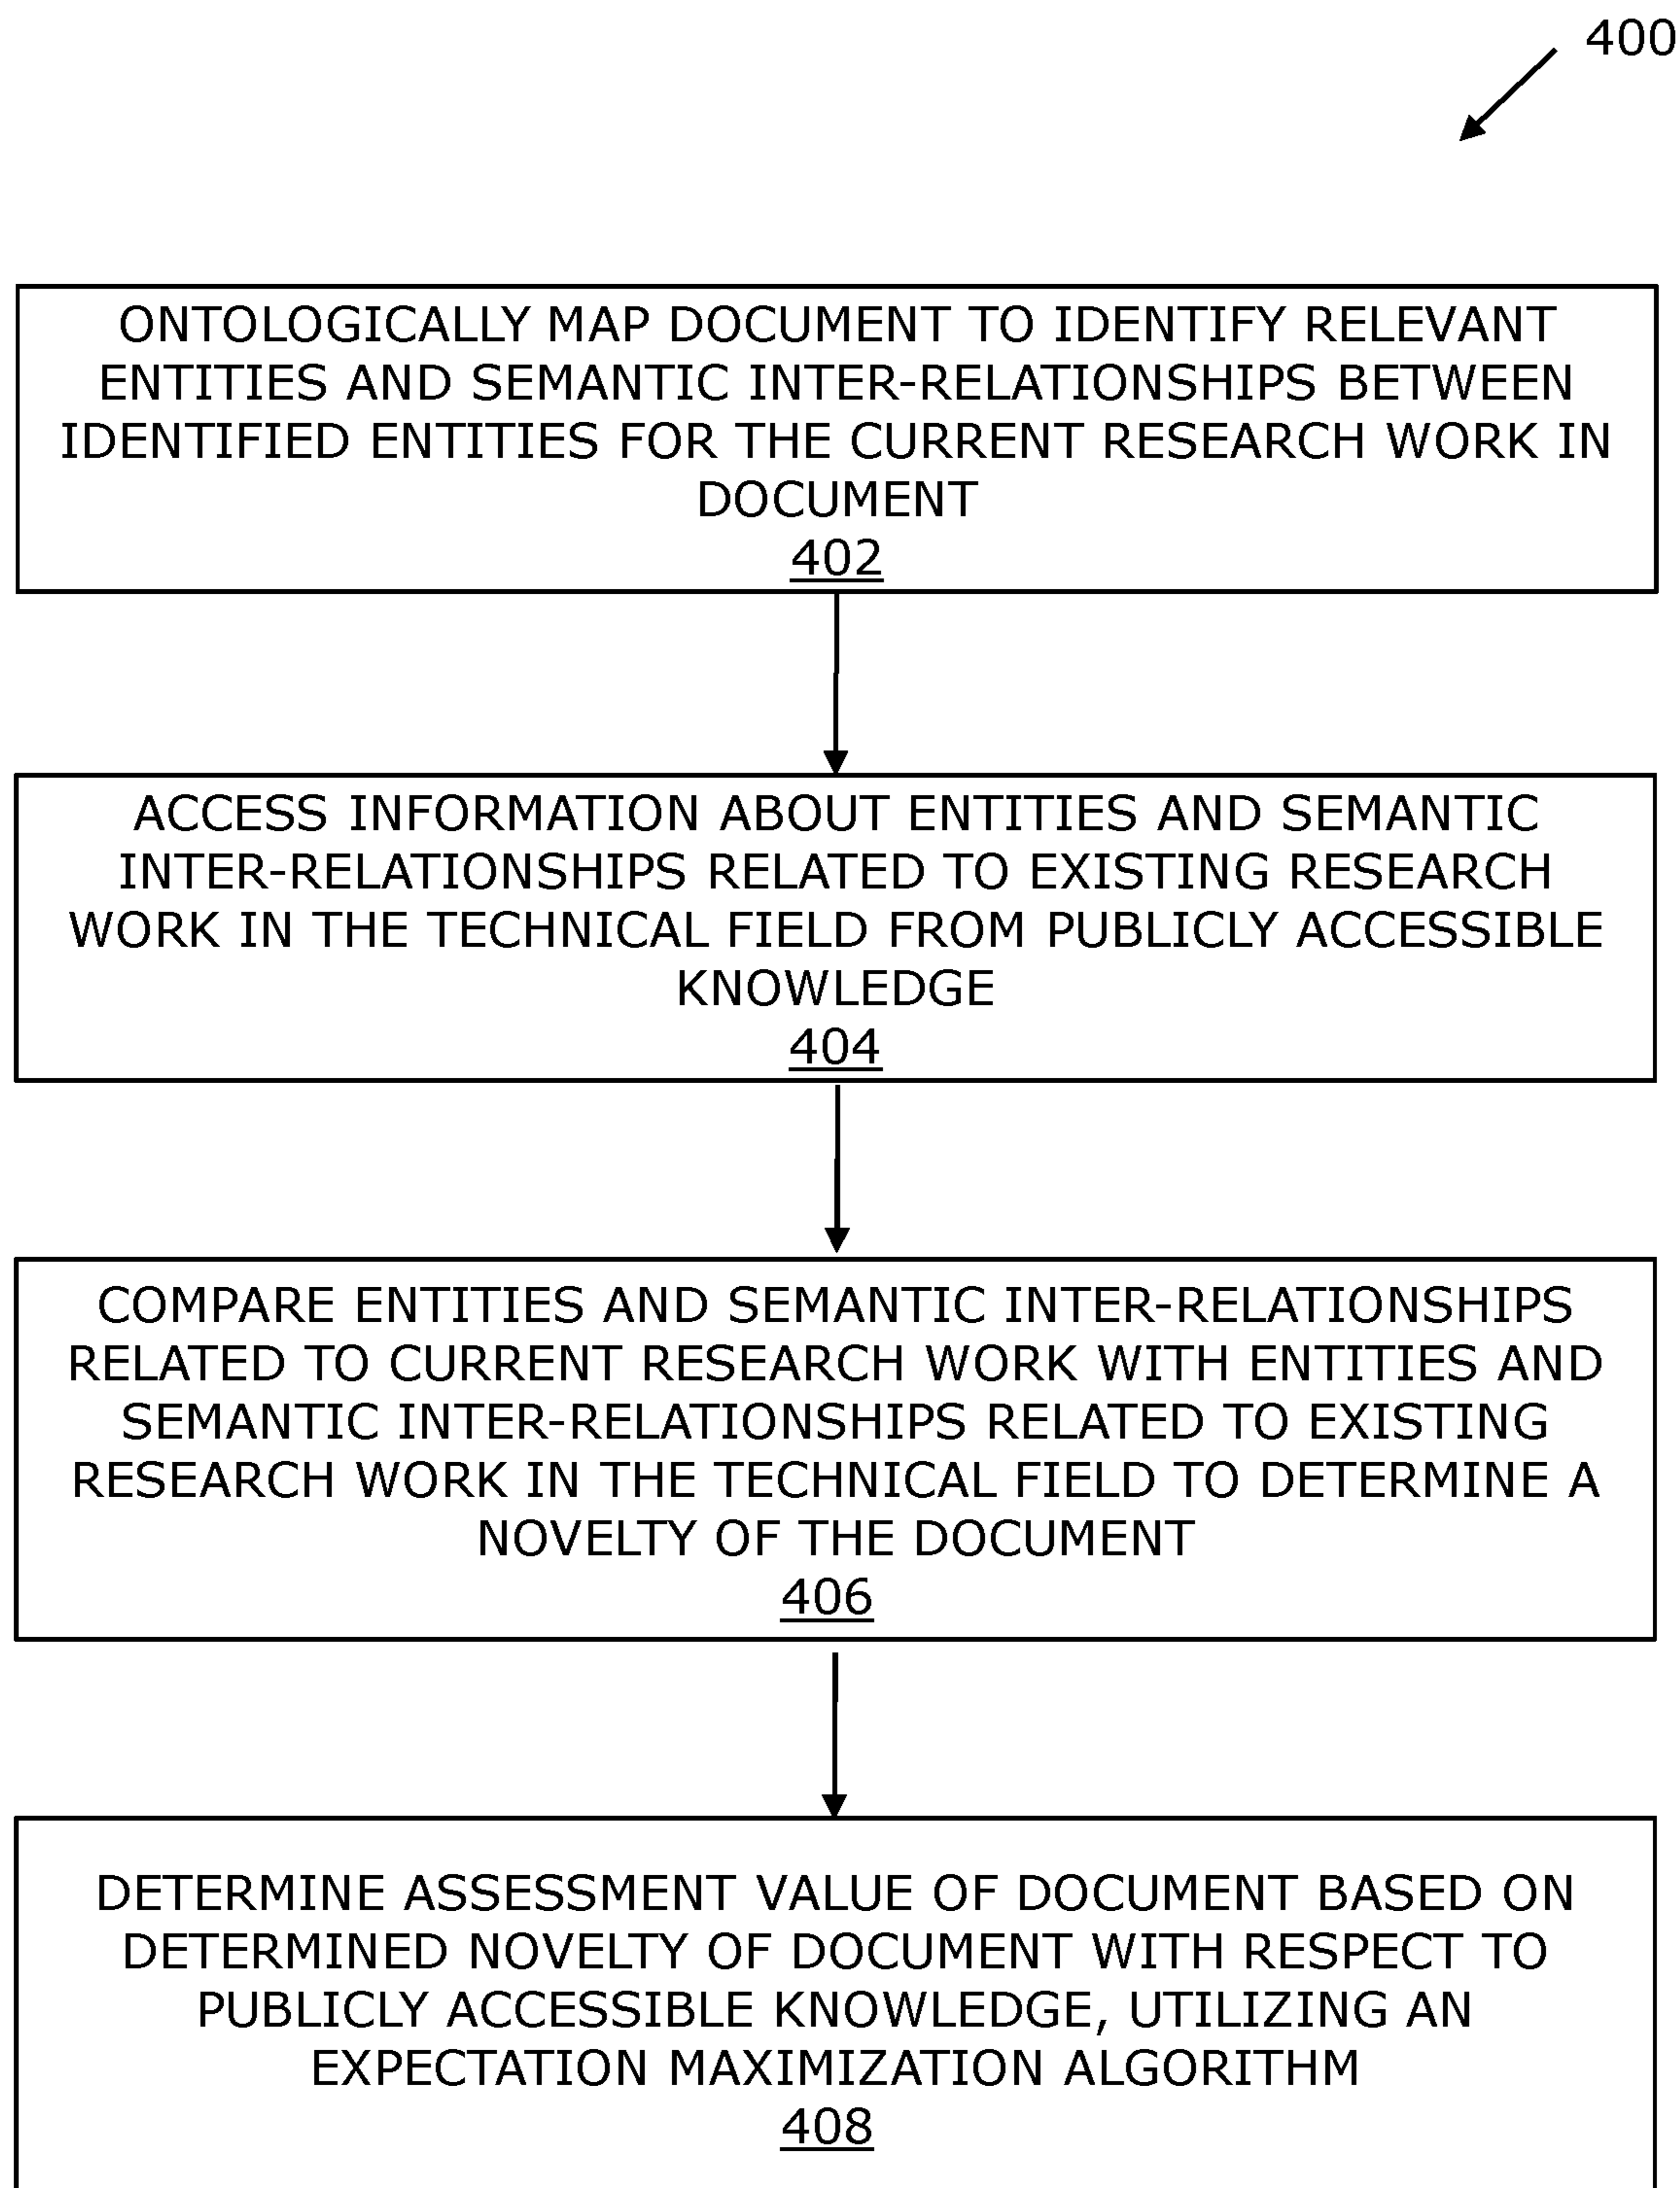 400
ONTOLOGICALLY MAP DOCUMENT TO IDENTIFY RELEVANT
ENTITIES AND SEMANTIC INTER-RELATIONSHIPS BETWEEN
IDENTIFIED ENTITIES FOR THE CURRENT RESEARCH WORK IN
DOCUMENT
402
ACCESS INFORMATION ABOUT ENTITIES AND SEMANTIC
INTER-RELATIONSHIPS RELATED TO EXISTING RESEARCH
WORK IN THE TECHNICAL FIELD FROM PUBLICLY ACCESSIBLE
KNOWLEDGE
404
COMPARE ENTITIES AND SEMANTIC INTER-RELATIONSHIPS
RELATED TO CURRENT RESEARCH WORK WITH ENTITIES AND
SEMANTIC INTER-RELATIONSHIPS RELATED TO EXISTING
RESEARCH WORK IN THE TECHNICAL FIELD TO DETERMINE A
NOVELTY OF THE DOCUMENT
406
DETERMINE ASSESSMENT VALUE OF DOCUMENT BASED ON
DETERMINED NOVELTY OF DOCUMENT WITH RESPECT TO
PUBLICLY ACCESSIBLE KNOWLEDGE, UTILIZING AN
EXPECTATION MAXIMIZATION ALGORITHM
408